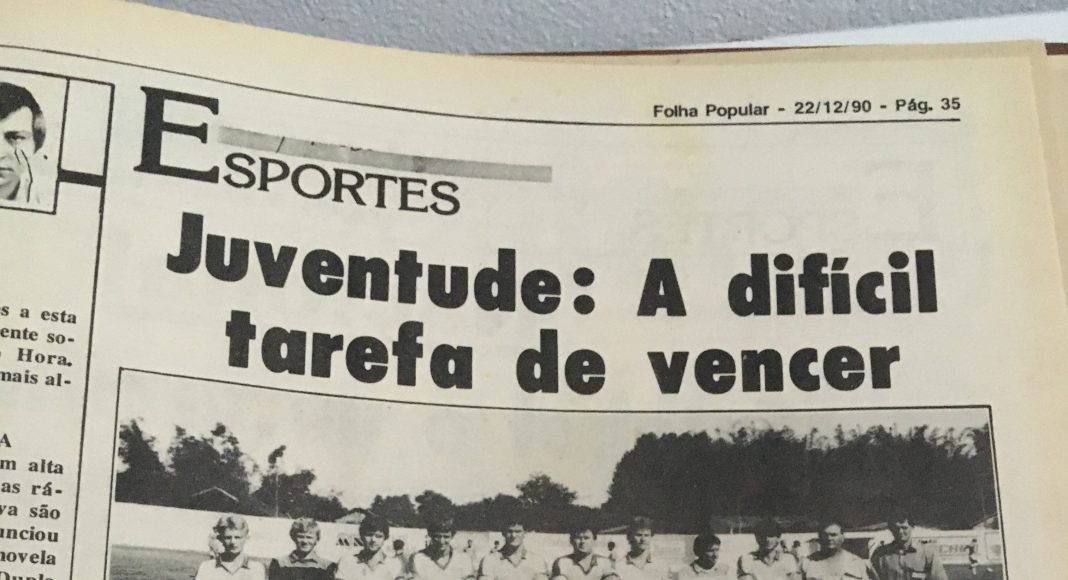 Folha Popular - 22/12/90 - Pág. 35
ESPORTES
Juventude: A difícil
tarefa de vencer
s a esta
ente so-
Hora.
mais al-
A
m alta
as rá-
va são
unciou
novela